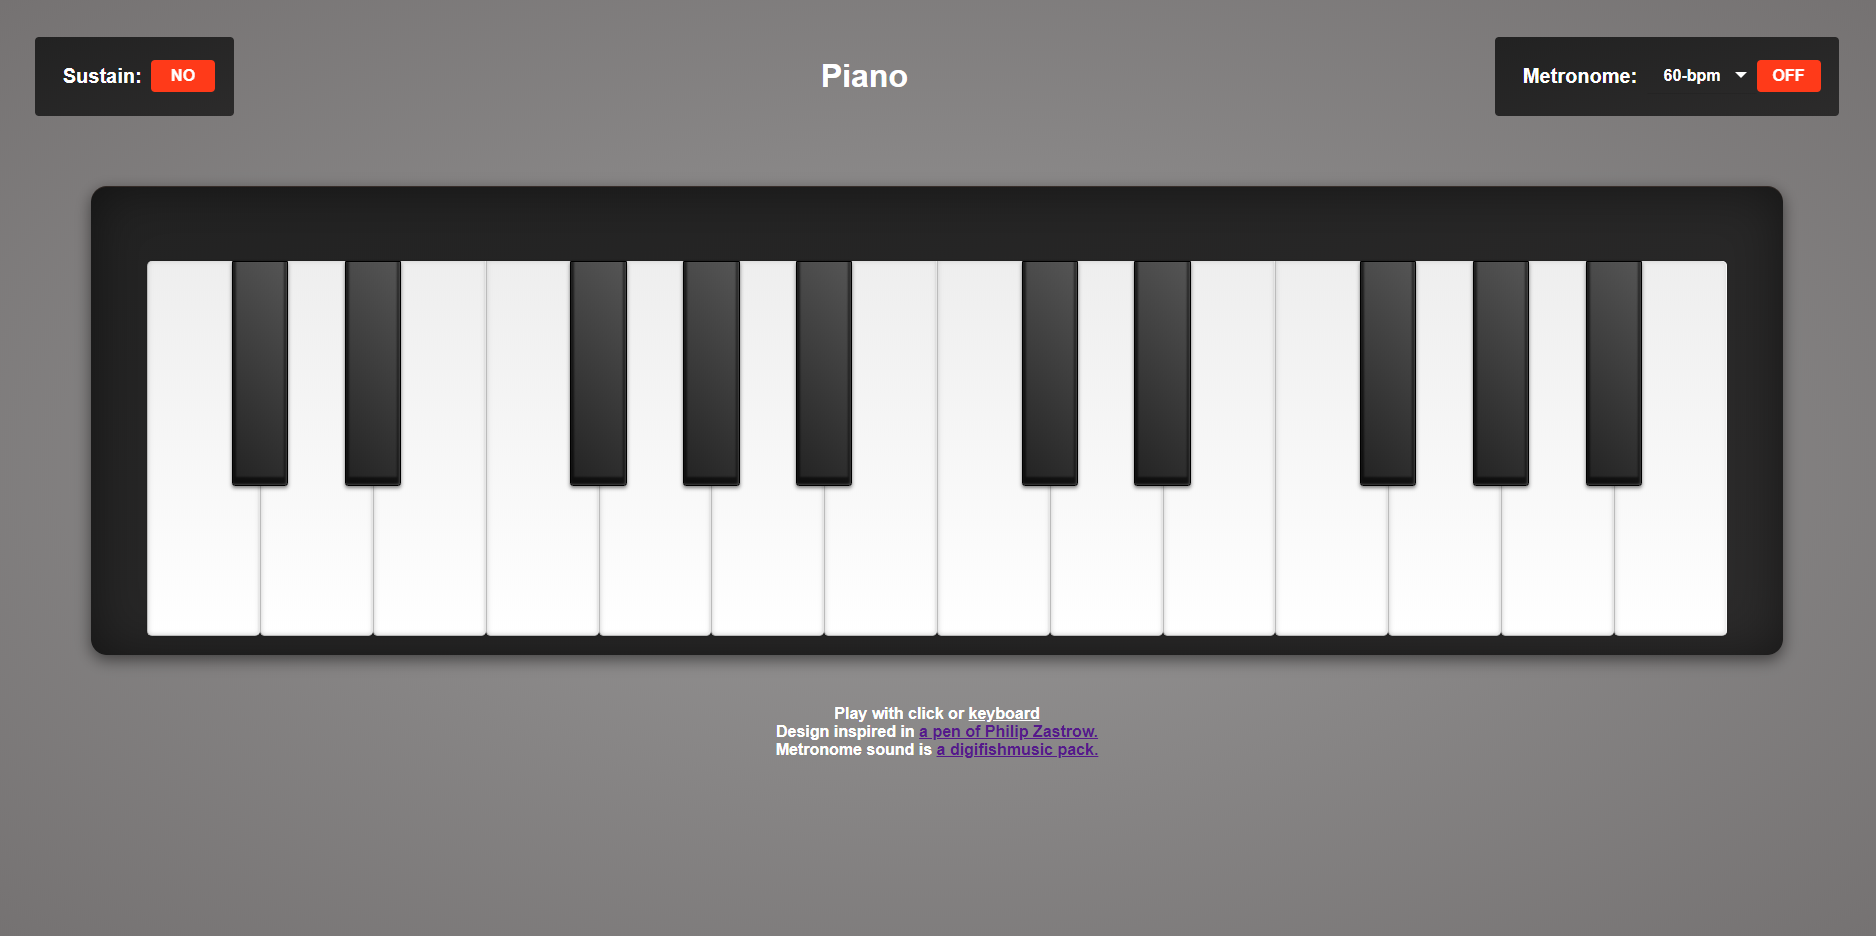 Sustain: NO
Piano
Metronome: 60-bpm OFF
Play with click or keyboard
Design inspired in a pen of Philip Zastrow.
Metronome sound is a digifishmusic pack.